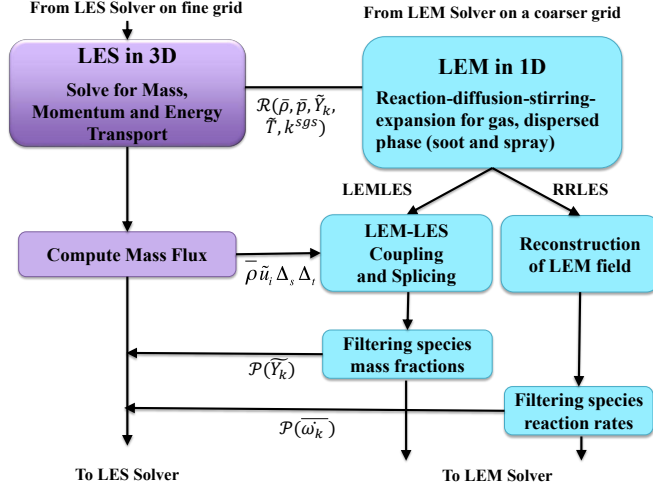 From LES Solver on fine grid
From LEM Solver on a coarser grid
LES in 3D
Solve for Mass,
Momentum and Energy
Transport
ℛ(ρ̄, p̄, Ỹ_k,
T̃, k^{sgs})
LEM in 1D
Reaction-diffusion-stirring-
expansion for gas, dispersed
phase (soot and spray)
LEMLES
RRLES
Compute Mass Flux
ρ̄ ũ_i Δ_s Δ_t
LEM-LES
Coupling
and Splicing
Reconstruction
of LEM field
Filtering species
mass fractions
𝒫(Ỹ_k)
Filtering species
reaction rates
𝒫(\overline{ω̇_k})
To LES Solver
To LEM Solver